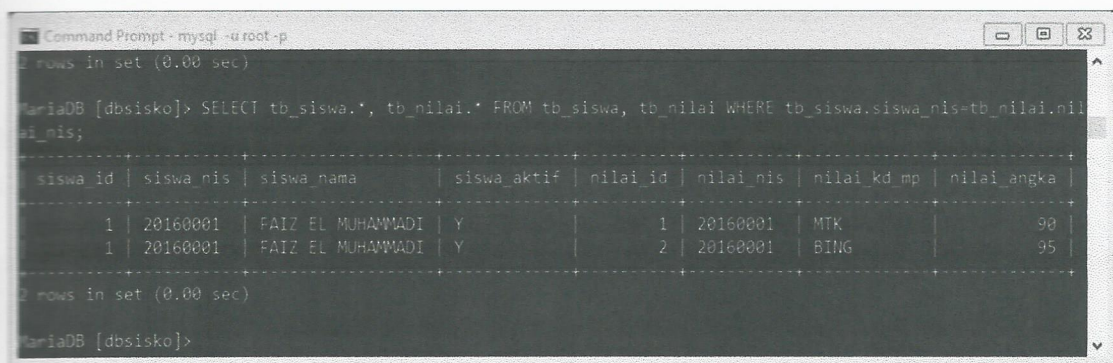 Command Prompt - mysql -u root -p
2 rows in set (0.00 sec)
MariaDB [dbsisko]> SELECT tb_siswa.*, tb_nilai.* FROM tb_siswa, tb_nilai WHERE tb_siswa.siswa_nis=tb_nilai.nil
ai_nis;
+----------+-----------+--------------------+-------------+----------+-----------+-------------+-------------+
| siswa_id | siswa_nis | siswa_nama | siswa_aktif | nilai_id | nilai_nis | nilai_kd_mp | nilai_angka |
+----------+-----------+--------------------+-------------+----------+-----------+-------------+-------------+
| 1 | 20160001 | FAIZ EL MUHAMMADI | Y | 1 | 20160001 | MTK | 90 |
| 1 | 20160001 | FAIZ EL MUHAMMADI | Y | 2 | 20160001 | BING | 95 |
+----------+-----------+--------------------+-------------+----------+-----------+-------------+-------------+
2 rows in set (0.00 sec)
MariaDB [dbsisko]>